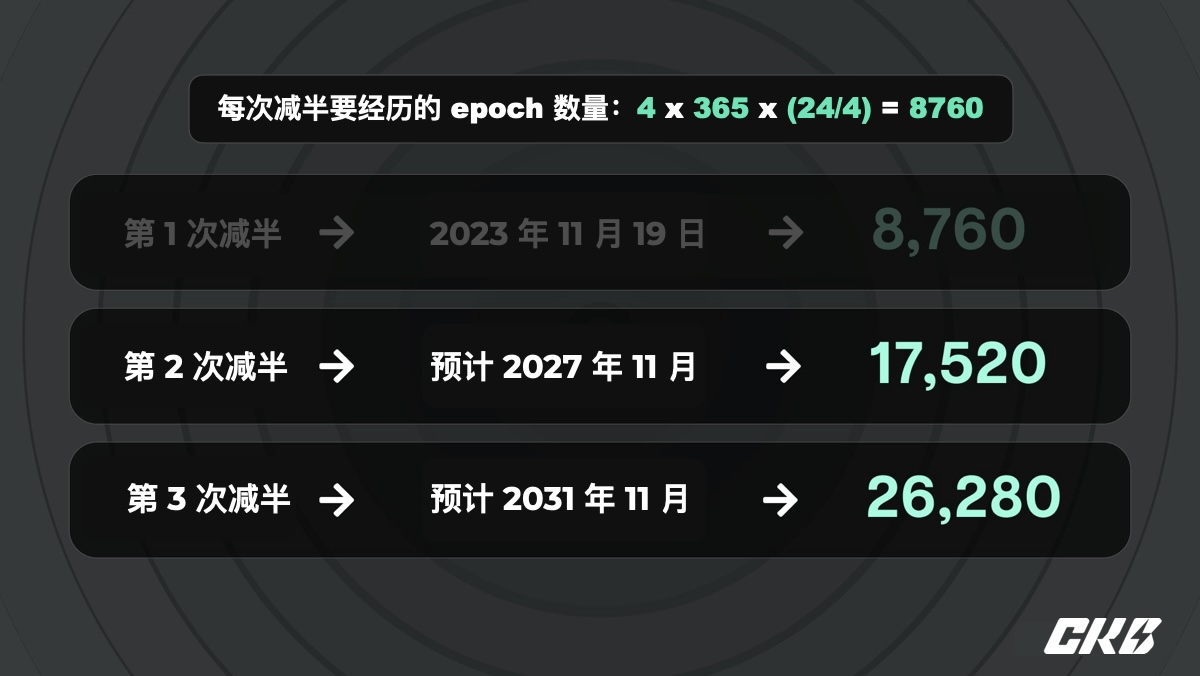 每次减半要经历的 epoch 数量：4 x 365 x (24/4) = 8760
第 1 次减半 → 2023 年 11 月 19 日 → 8,760
第 2 次减半 → 预计 2027 年 11 月 → 17,520
第 3 次减半 → 预计 2031 年 11 月 → 26,280
CKB